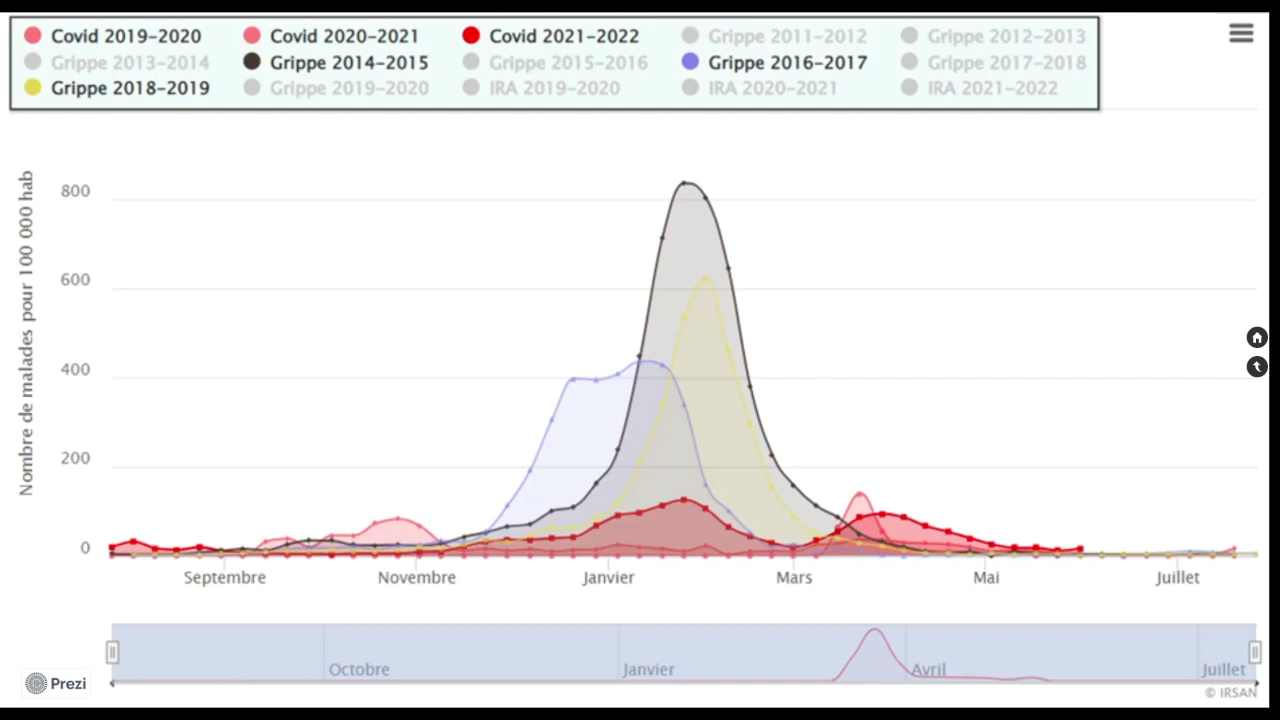 Covid 2019-2020 Covid 2020-2021 Covid 2021-2022 Grippe 2011-2012 Grippe 2012-2013
Grippe 2013-2014 Grippe 2014-2015 Grippe 2015-2016 Grippe 2016-2017 Grippe 2017-2018
Grippe 2018-2019 Grippe 2019-2020 IRA 2019-2020 IRA 2020-2021 IRA 2021-2022
Nombre de malades pour 100 000 hab
800
600
400
200
0
Septembre Novembre Janvier Mars Mai Juillet
Octobre Janvier Avril Juillet
Prezi
© IRSAN